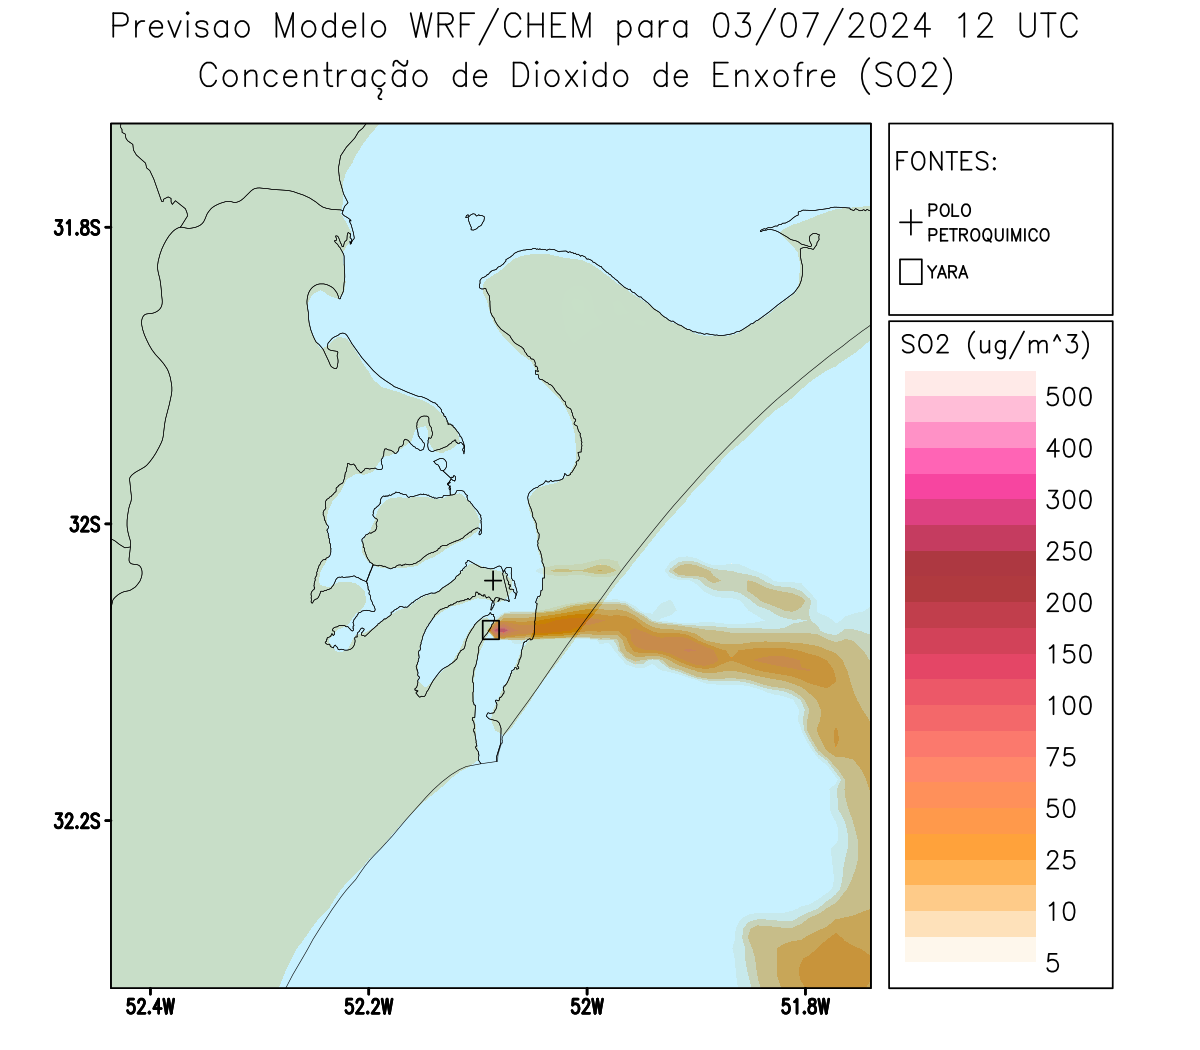 Previsao Modelo WRF/CHEM para 03/07/2024 12 UTC
Concentração de Dioxido de Enxofre (SO2)
FONTES:
POLO
PETROQUIMICO
YARA
31.8S
32S
32.2S
52.4W
52.2W
52W
51.8W
SO2 (ug/m^3)
500
400
300
250
200
150
100
75
50
25
10
5